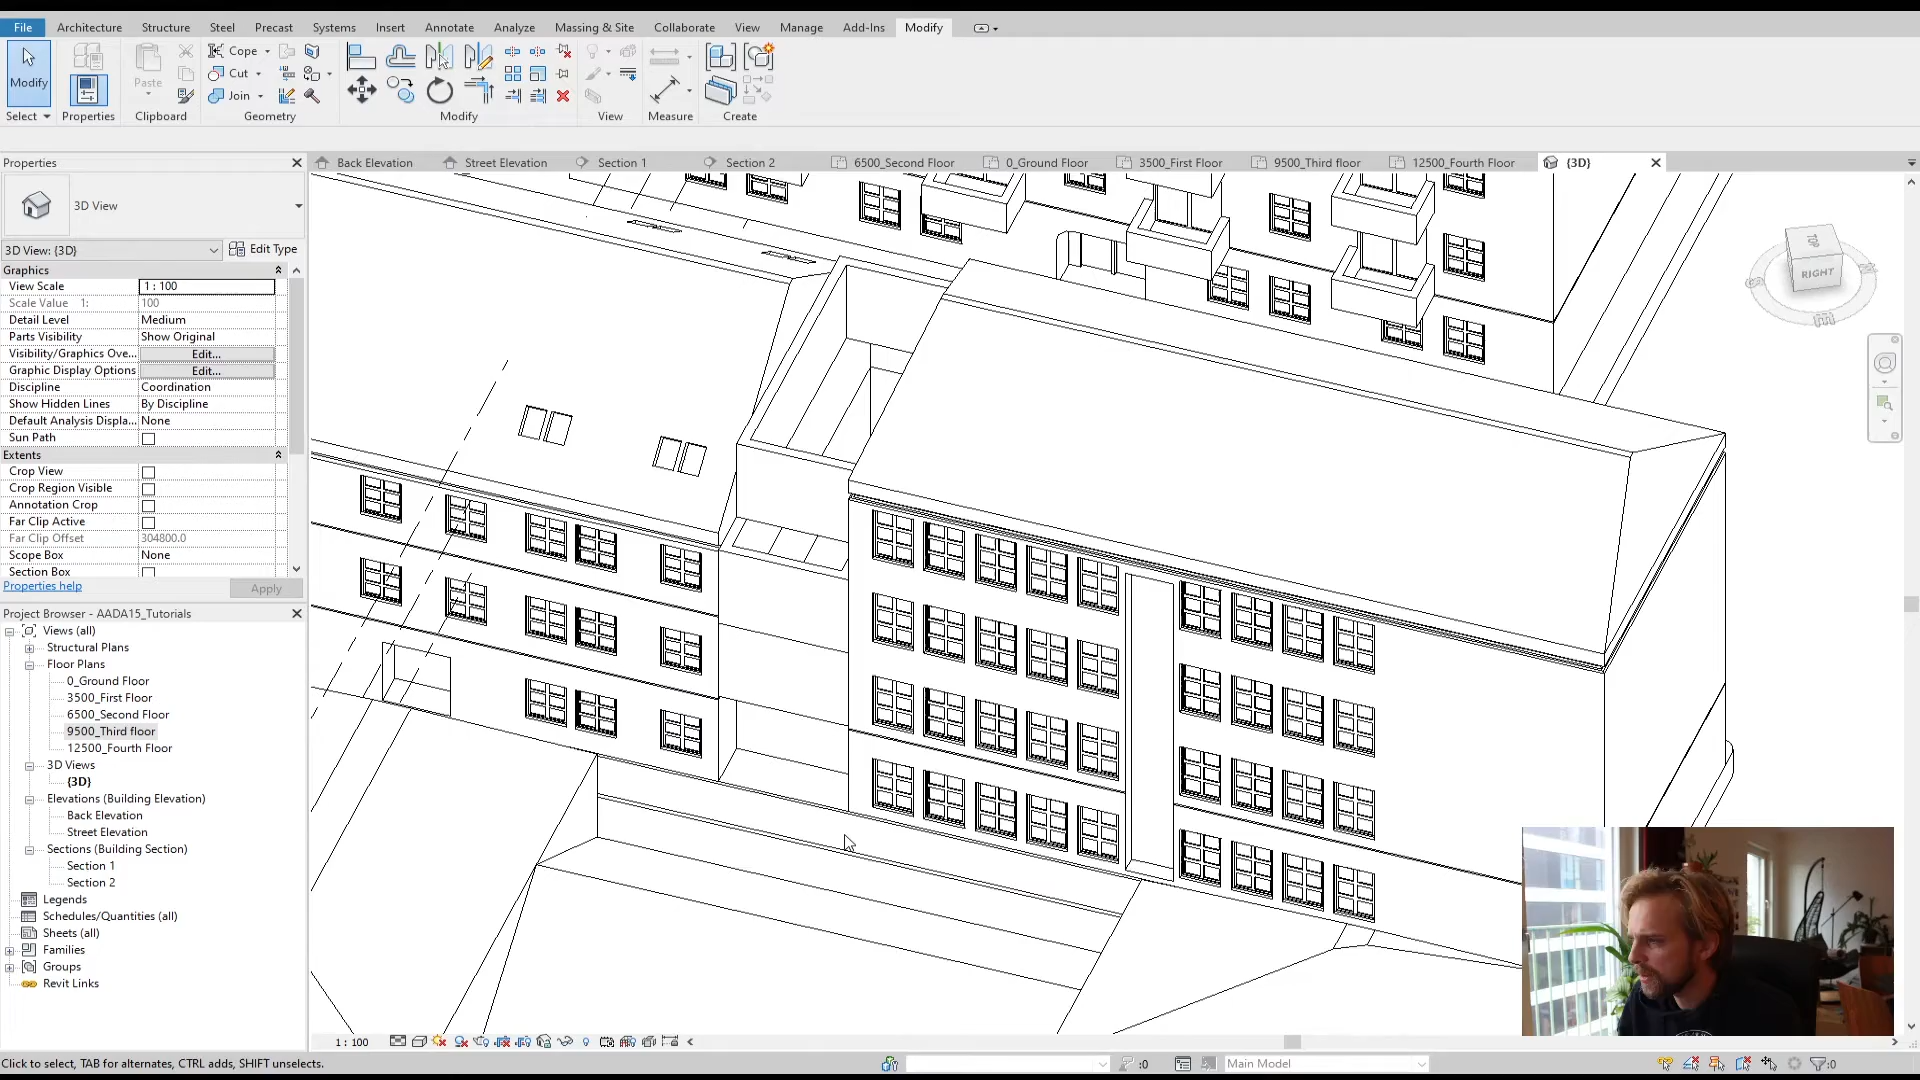 File Architecture Structure Steel Precast Systems Insert Annotate Analyze Massing & Site Collaborate View Manage Add-Ins Modify
Modify
Paste
Cope
Cut
Join
Select Properties Clipboard Geometry Modify View Measure Create
Properties
Back Elevation Street Elevation Section 1 Section 2 6500_Second Floor 0_Ground Floor 3500_First Floor 9500_Third floor 12500_Fourth Floor {3D}
3D View
3D View: {3D} Edit Type
Graphics
View Scale 1 : 100
Scale Value 1: 100
Detail Level Medium
Parts Visibility Show Original
Visibility/Graphics Ove... Edit...
Graphic Display Options Edit...
Discipline Coordination
Show Hidden Lines By Discipline
Default Analysis Displa... None
Sun Path
Extents
Crop View
Crop Region Visible
Annotation Crop
Far Clip Active
Far Clip Offset 304800.0
Scope Box None
Section Box
Properties help Apply
Project Browser - AADA15_Tutorials
Views (all)
Structural Plans
Floor Plans
0_Ground Floor
3500_First Floor
6500_Second Floor
9500_Third floor
12500_Fourth Floor
3D Views
{3D}
Elevations (Building Elevation)
Back Elevation
Street Elevation
Sections (Building Section)
Section 1
Section 2
Legends
Schedules/Quantities (all)
Sheets (all)
Families
Groups
Revit Links
TOP
RIGHT
1 : 100
Click to select, TAB for alternates, CTRL adds, SHIFT unselects.
:0
Main Model
:0